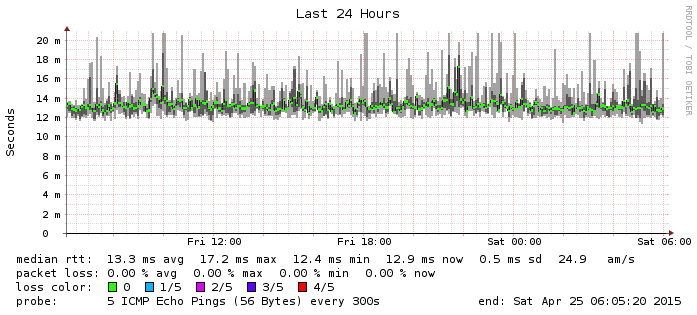 Last 24 Hours
RRDTOOL / TOBI OETIKER
Seconds
20 m
18 m
16 m
14 m
12 m
10 m
8 m
6 m
4 m
2 m
0
Fri 12:00 Fri 18:00 Sat 00:00 Sat 06:00
median rtt: 13.3 ms avg 17.2 ms max 12.4 ms min 12.9 ms now 0.5 ms sd 24.9 am/s
packet loss: 0.00 % avg 0.00 % max 0.00 % min 0.00 % now
loss color: 0 1/5 2/5 3/5 4/5
probe: 5 ICMP Echo Pings (56 Bytes) every 300s end: Sat Apr 25 06:05:20 2015